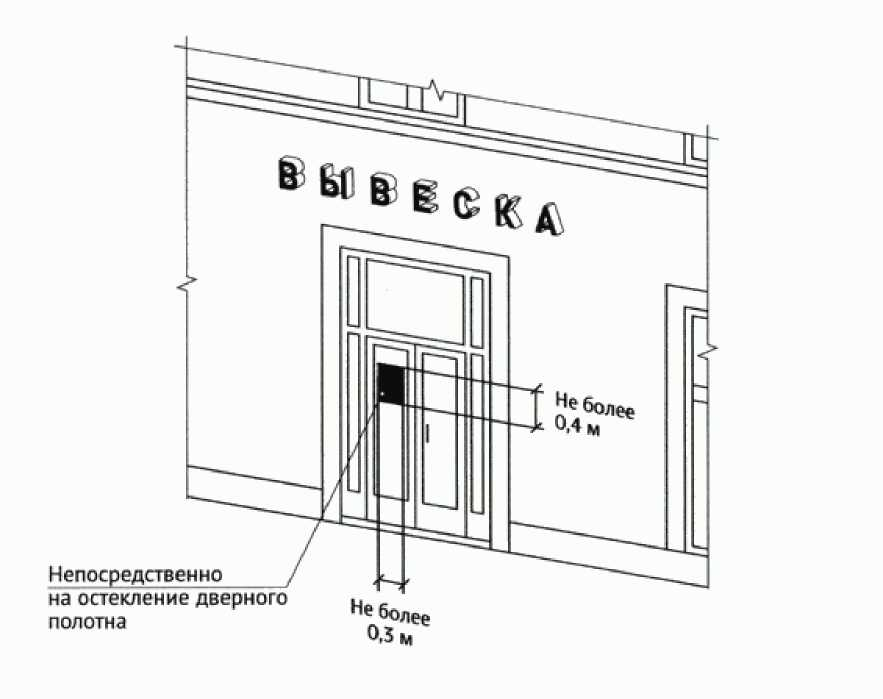 ВЫВЕСКА
Не более
0,4 м
Непосредственно
на остекление дверного
полотна
Не более
0,3 м